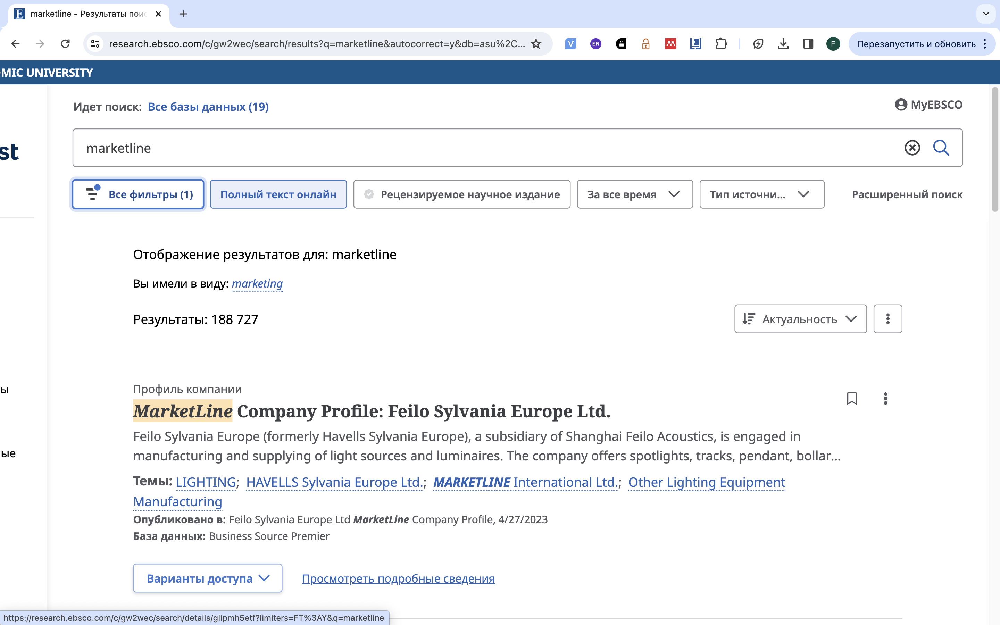 marketline - Результаты пои
research.ebsco.com/c/gw2wec/search/results?q=marketline&autocorrect=y&db=asu%2C...
V
EN
F
Перезапустить и обновить
OMIC UNIVERSITY
Идет поиск: Все базы данных (19)
MyEBSCO
st
marketline
Все фильтры (1)
Полный текст онлайн
Рецензируемое научное издание
За все время
Тип источни...
Расширенный поиск
Отображение результатов для: marketline
Вы имели в виду: marketing
Результаты: 188 727
Актуальность
ы
ые
Профиль компании
MarketLine Company Profile: Feilo Sylvania Europe Ltd.
Feilo Sylvania Europe (formerly Havells Sylvania Europe), a subsidiary of Shanghai Feilo Acoustics, is engaged in
manufacturing and supplying of light sources and luminaires. The company offers spotlights, tracks, pendant, bollar...
Темы: LIGHTING; HAVELLS Sylvania Europe Ltd.; MARKETLINE International Ltd.; Other Lighting Equipment
Manufacturing
Опубликовано в: Feilo Sylvania Europe Ltd MarketLine Company Profile, 4/27/2023
База данных: Business Source Premier
Варианты доступа
Просмотреть подробные сведения
https://research.ebsco.com/c/gw2wec/search/details/glipmh5etf?limiters=FT%3AY&q=marketline